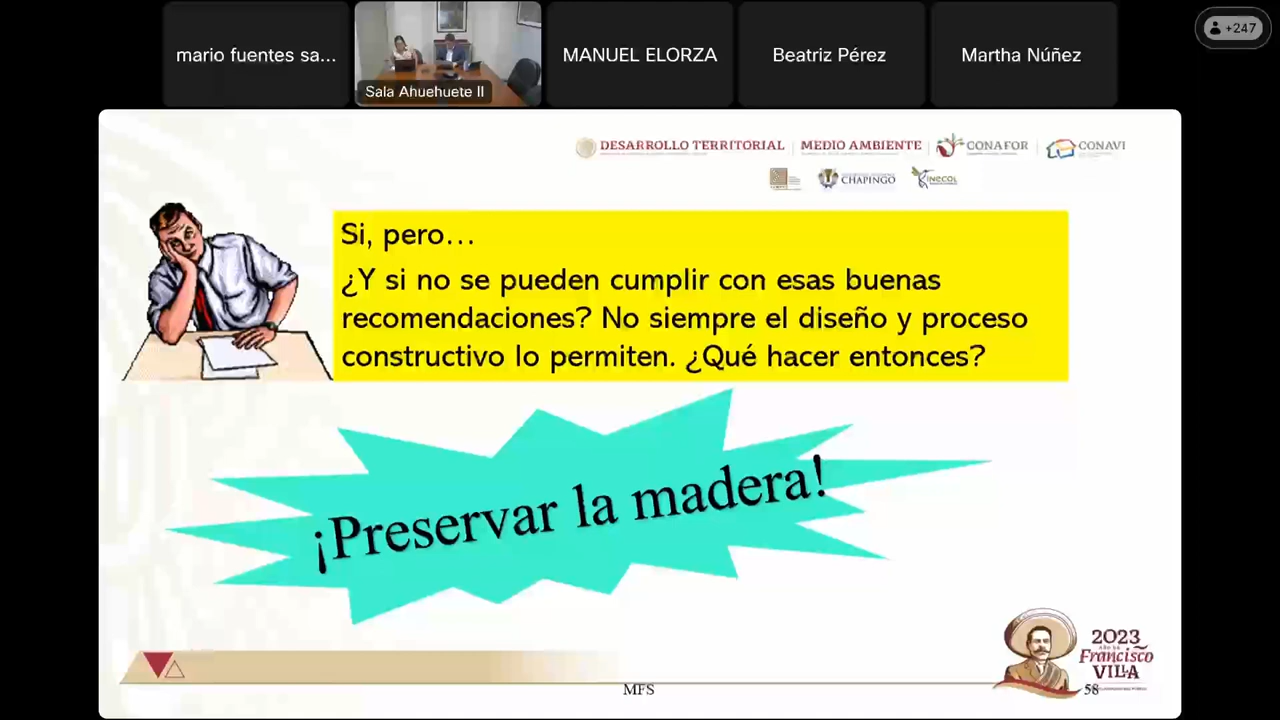 mario fuentes sa...
Sala Ahuehuete II
MANUEL ELORZA
Beatriz Pérez
Martha Núñez
+247
DESARROLLO TERRITORIAL
MEDIO AMBIENTE
CONAFOR
CONAVI
CHAPINGO
INECOL
Si, pero...
¿Y si no se pueden cumplir con esas buenas
recomendaciones? No siempre el diseño y proceso
constructivo lo permiten. ¿Qué hacer entonces?
¡Preservar la madera!
2023
Francisco
VILLA
MFS
58